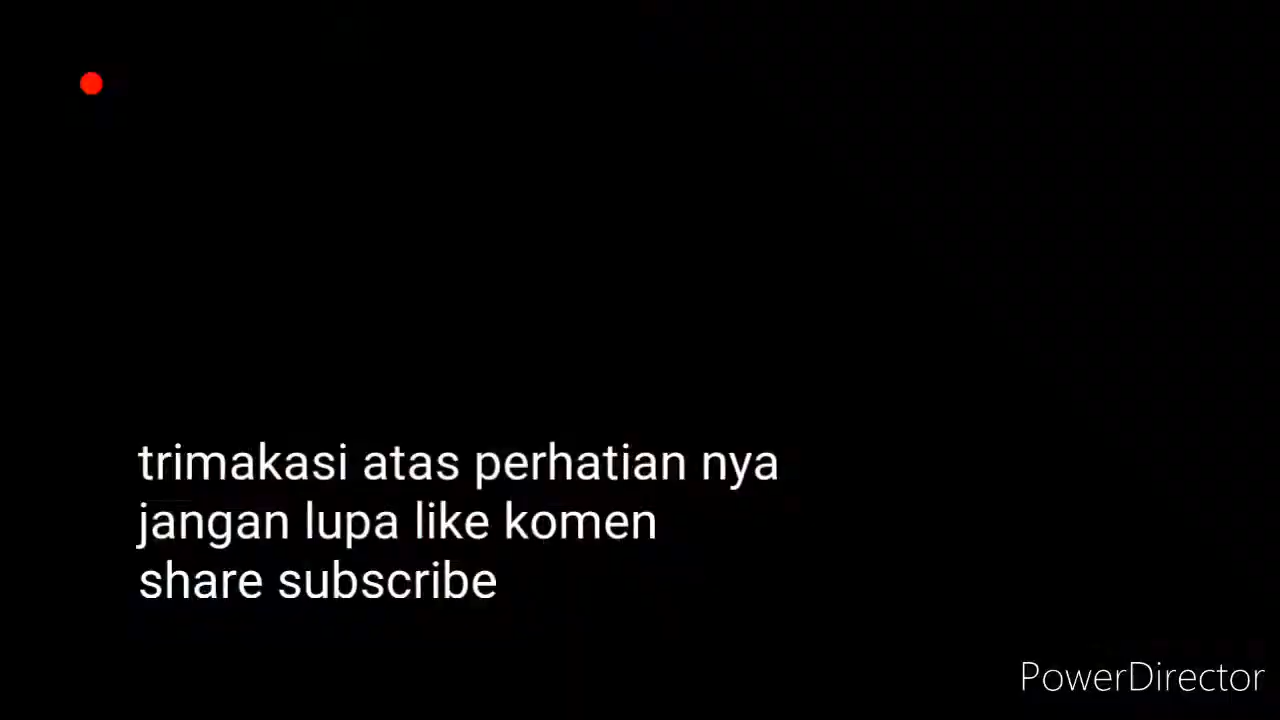 trimakasi atas perhatian nya
jangan lupa like komen
share subscribe
PowerDirector